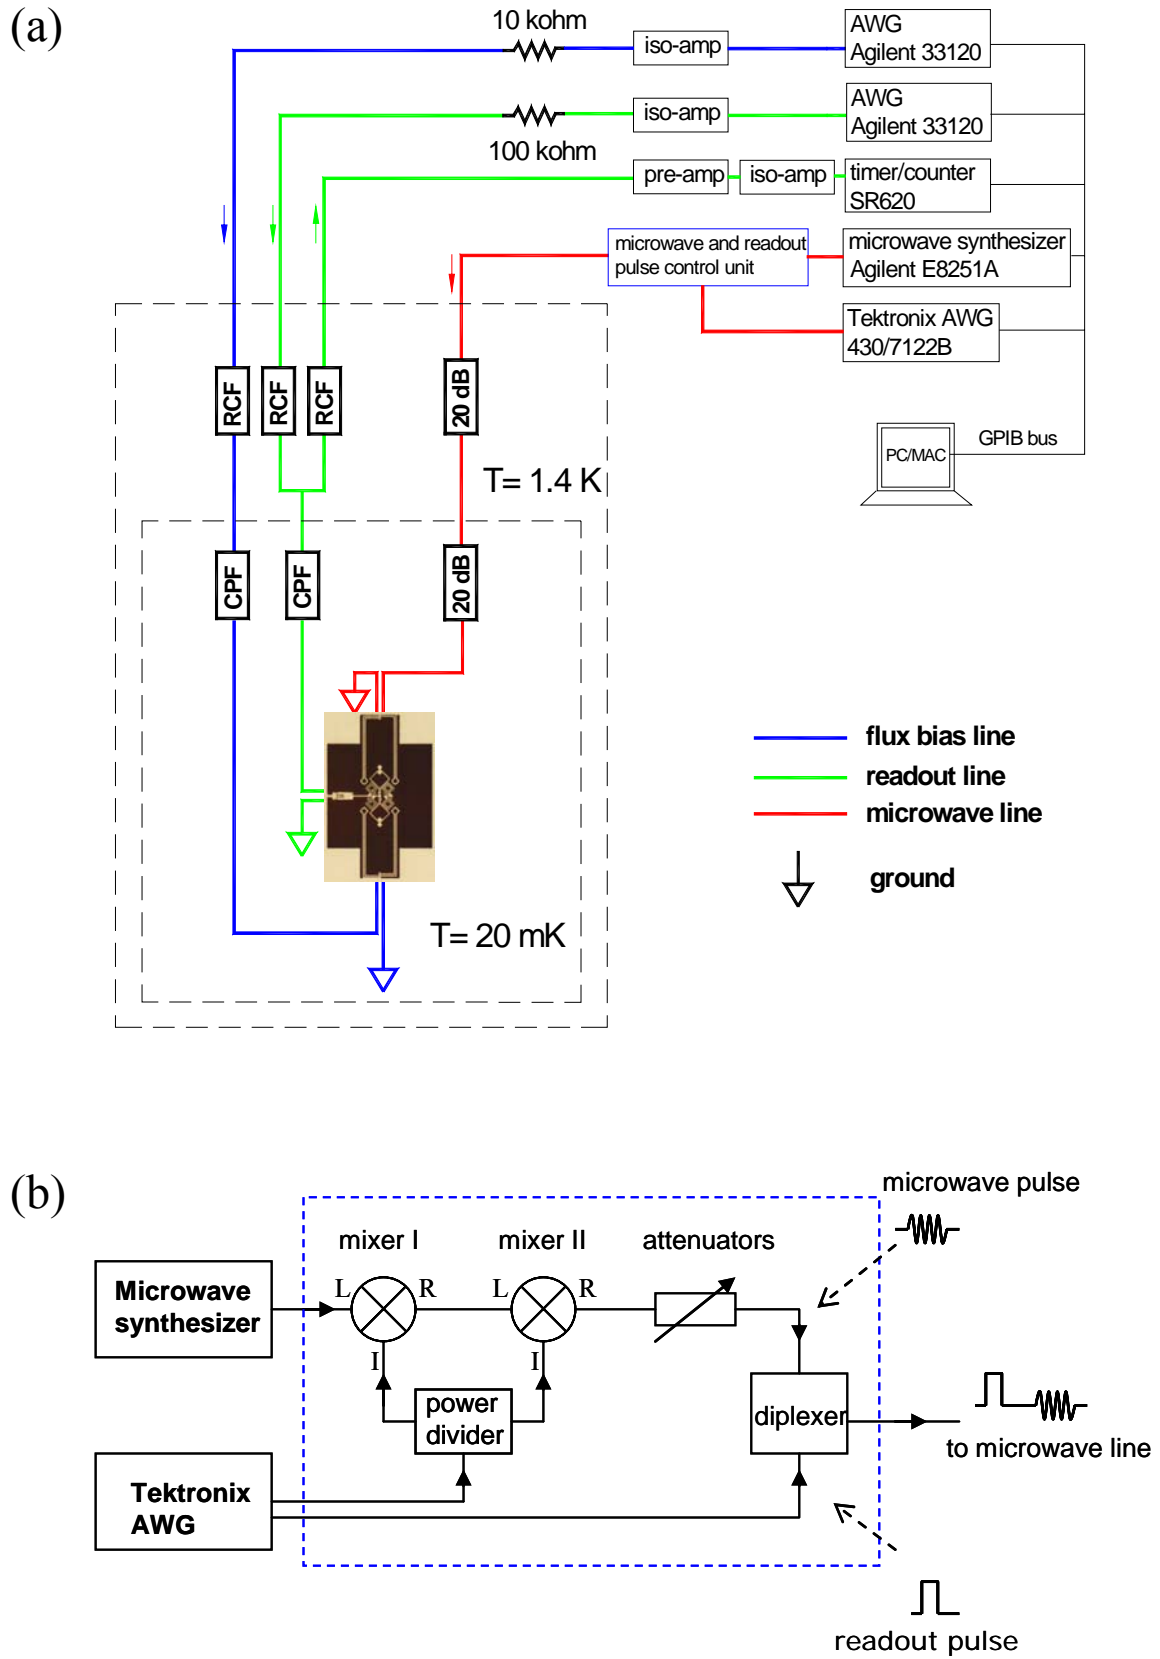 (a)
10 kohm
iso-amp
AWG
Agilent 33120
iso-amp
AWG
Agilent 33120
100 kohm
pre-amp
iso-amp
timer/counter
SR620
microwave and readout
pulse control unit
microwave synthesizer
Agilent E8251A
Tektronix AWG
430/7122B
RCF
RCF
RCF
20 dB
GPIB bus
PC/MAC
T= 1.4 K
CPF
CPF
20 dB
flux bias line
readout line
microwave line
ground
T= 20 mK
(b)
microwave pulse
mixer I
mixer II
attenuators
Microwave
synthesizer
L
R
L
R
I
I
power
divider
diplexer
to microwave line
Tektronix
AWG
readout pulse